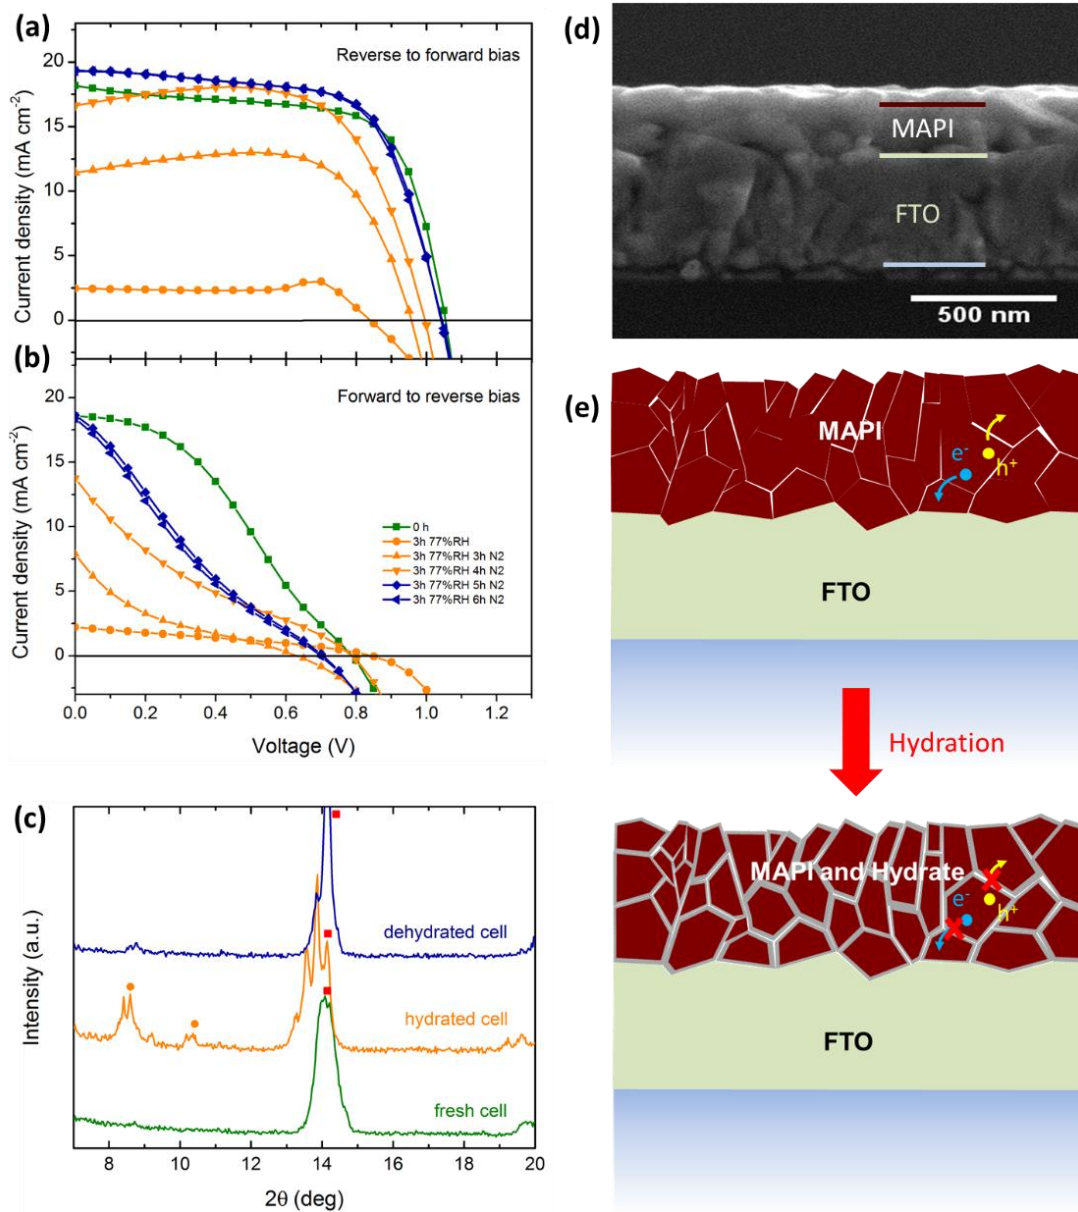 (a)
Reverse to forward bias
Current density (mA cm⁻²)
20
15
10
5
0
(b)
Forward to reverse bias
Current density (mA cm⁻²)
20
15
10
5
0
0 h
3h 77%RH
3h 77%RH 3h N2
3h 77%RH 4h N2
3h 77%RH 5h N2
3h 77%RH 6h N2
0.0 0.2 0.4 0.6 0.8 1.0 1.2
Voltage (V)
(c)
Intensity (a.u.)
dehydrated cell
hydrated cell
fresh cell
8 10 12 14 16 18 20
2θ (deg)
(d)
MAPI
FTO
500 nm
(e)
MAPI
e⁻
h⁺
FTO
Hydration
MAPI and Hydrate
e⁻
h⁺
FTO